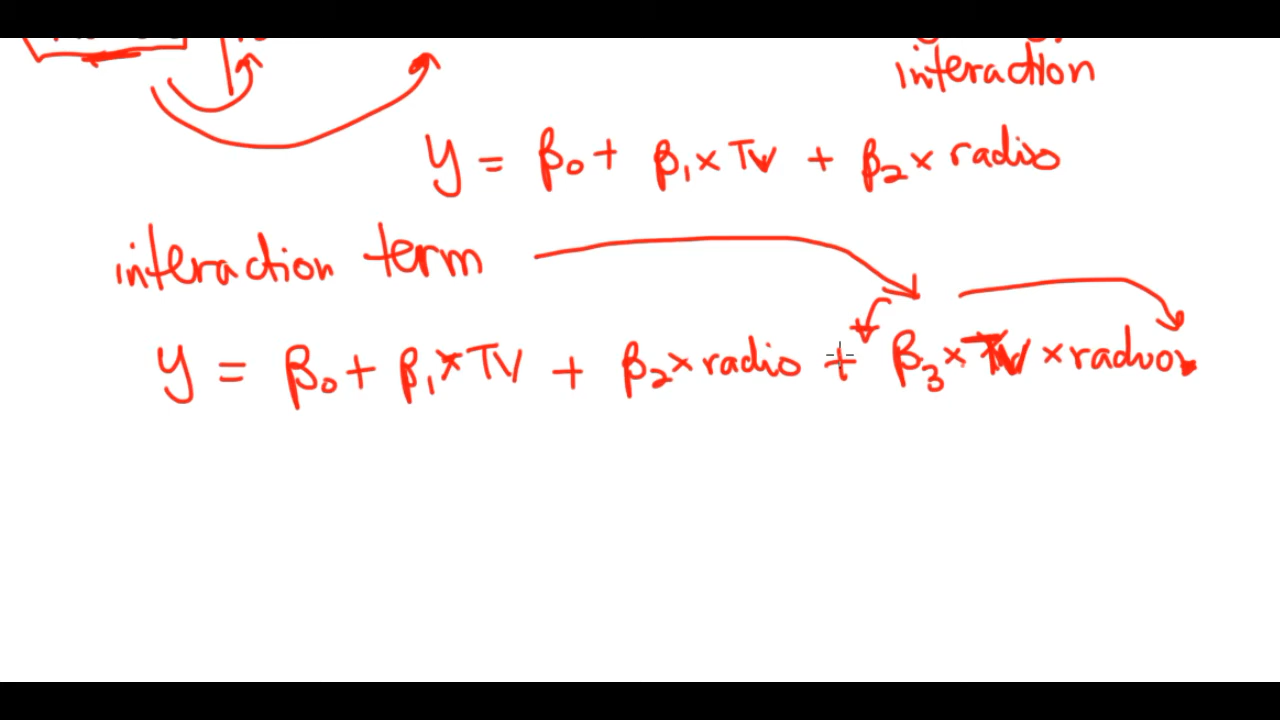 interaction
y = β₀ + β₁ × TV + β₂ × radio
interaction term
y = β₀ + β₁ × TV + β₂ × radio + β₃ × TV × radio